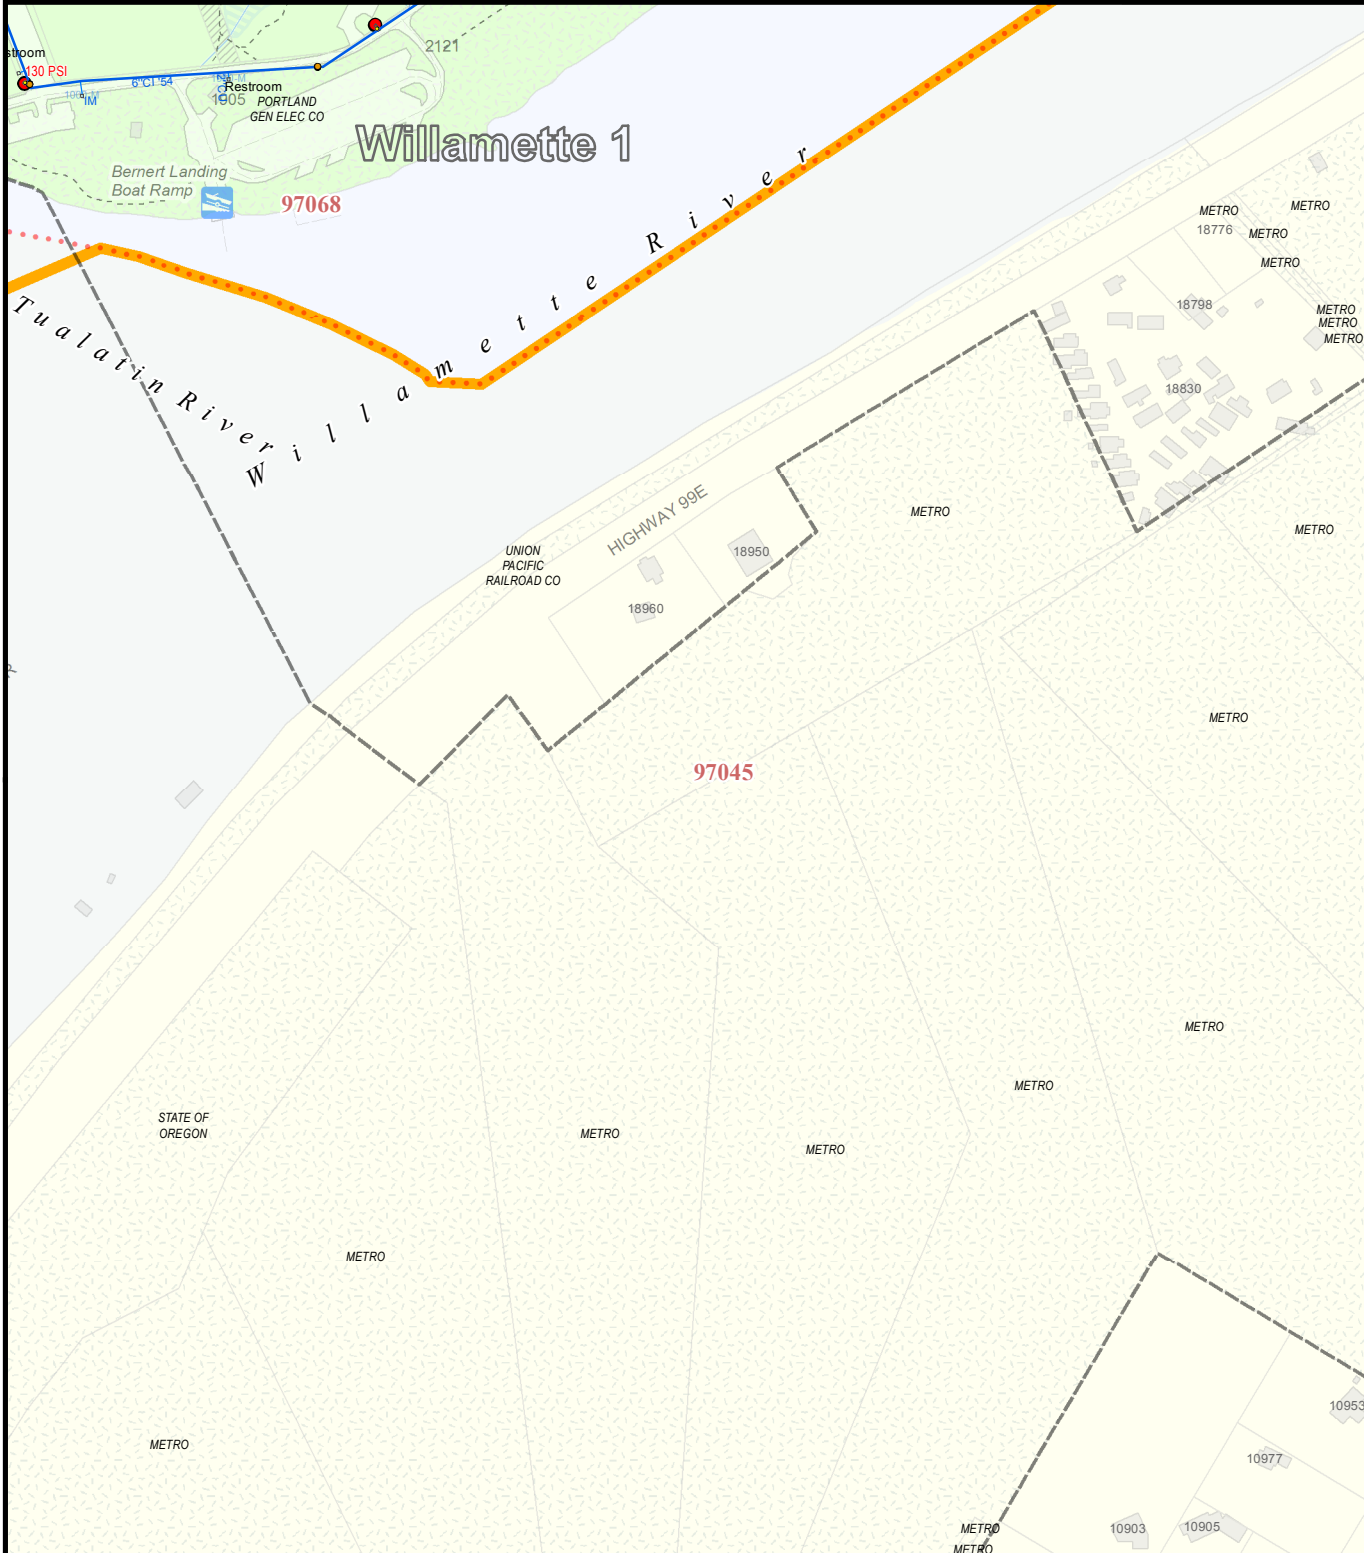 2121
130 PSI
6"CI '54
Restroom
1905
PORTLAND
GEN ELEC CO
IM
Willamette 1
Bernert Landing
Boat Ramp
97068
Willamette River
Tualatin River
METRO
METRO
18776
METRO
METRO
18798
METRO
METRO
METRO
18830
HIGHWAY 99E
METRO
METRO
UNION
PACIFIC
RAILROAD CO
18950
18960
METRO
97045
METRO
METRO
STATE OF
OREGON
METRO
METRO
METRO
METRO
10953
10977
METRO
METRO
10903
10905